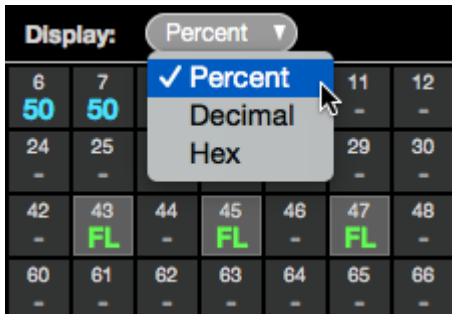 Display: Percent ▼
6 7 11 12
50 50 - -
✓ Percent
Decimal
Hex
24 25 29 30
- - - -
42 43 44 45 46 47 48
- FL - FL - FL -
60 61 62 63 64 65 66
- - - - - - -